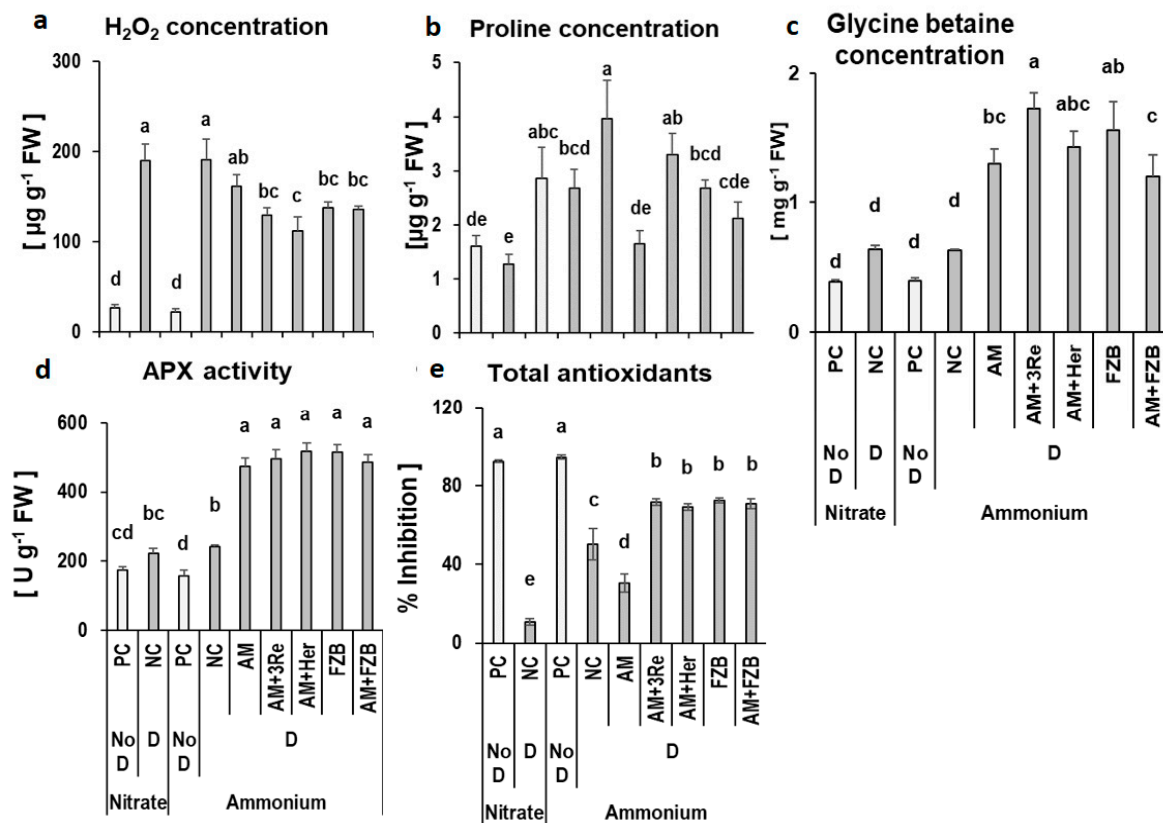 a
H₂O₂ concentration
[ µg g⁻¹ FW]
300
200
100
0
d
a
d
a
ab
bc
c
bc
bc
b
Proline concentration
[µg g⁻¹ FW]
5
4
3
2
1
0
de
e
abc
bcd
a
de
ab
bcd
cde
c
Glycine betaine
concentration
[ mg g⁻¹ FW]
2
1
0
d
d
d
d
bc
a
abc
ab
c
PC
NC
PC
NC
AM
AM+3Re
AM+Her
FZB
AM+FZB
No D
D
No D
D
Nitrate
Ammonium
d
APX activity
[ U g⁻¹ FW]
600
400
200
0
cd
bc
d
b
a
a
a
a
a
PC
NC
PC
NC
AM
AM+3Re
AM+Her
FZB
AM+FZB
No D
D
No D
D
Nitrate
Ammonium
e
Total antioxidants
% Inhibition ]
120
80
40
0
a
e
a
c
d
b
b
b
b
PC
NC
PC
NC
AM
AM+3Re
AM+Her
FZB
AM+FZB
No D
D
No D
D
Nitrate
Ammonium